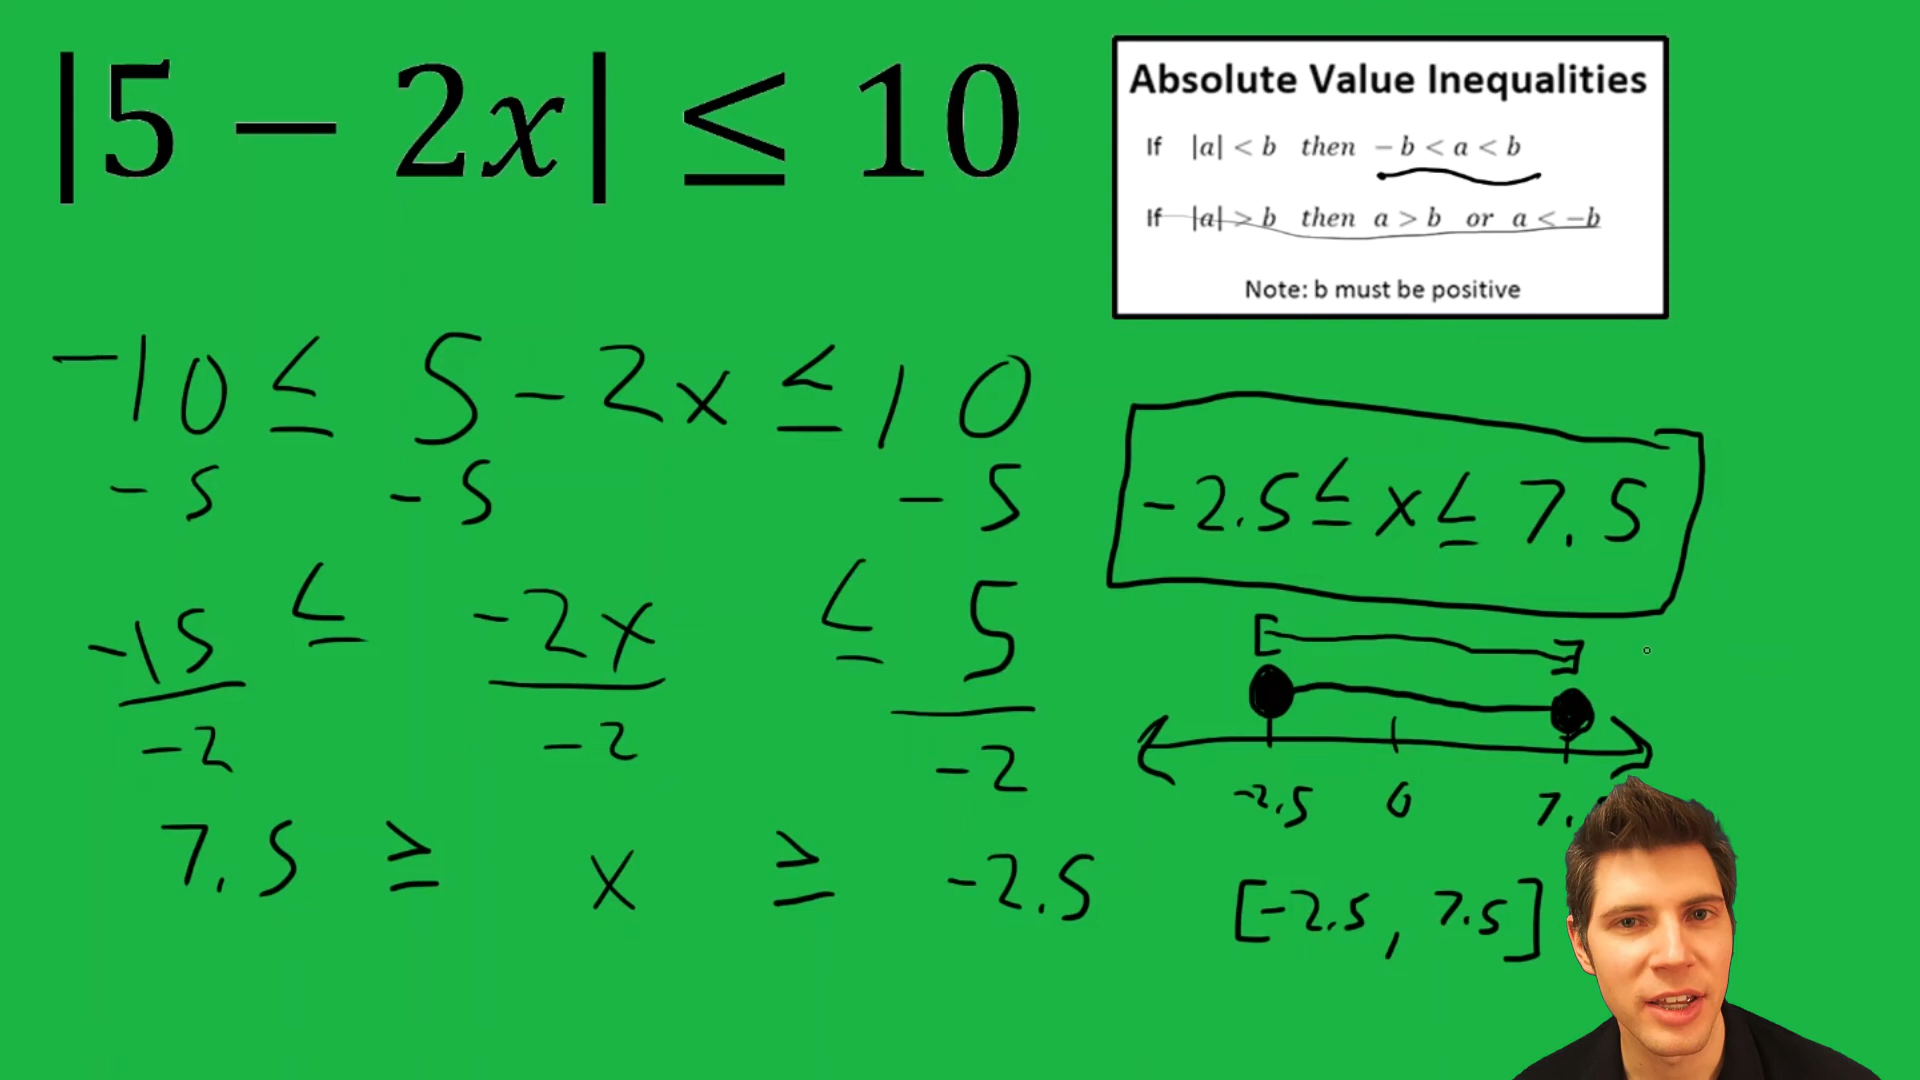 |5 − 2x| ≤ 10
Absolute Value Inequalities
If |a| < b then − b < a < b
If |a| > b then a > b or a < −b
Note: b must be positive
-10 ≤ 5 - 2x ≤ 10
-5 -5 -5
-15 ≤ -2x ≤ 5
-2 -2 -2
7.5 ≥ x ≥ -2.5
-2.5 ≤ x ≤ 7.5
[ ]
-2.5 0 7.
[-2.5, 7.5]